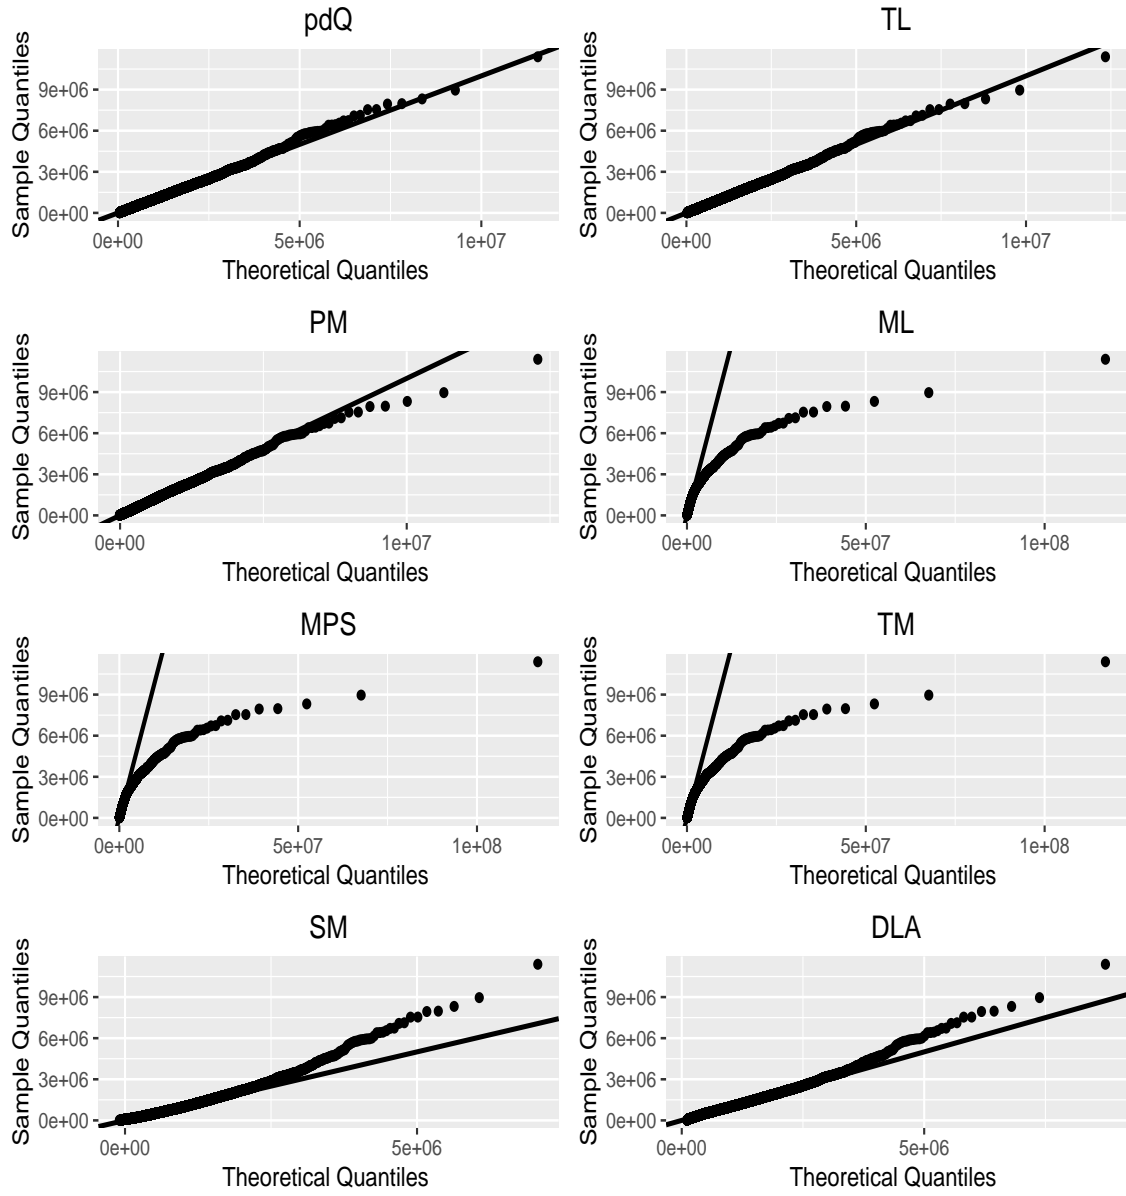 pdQ
TL
Sample Quantiles
9e+06
6e+06
3e+06
0e+00
0e+00 5e+06 1e+07
Theoretical Quantiles
Sample Quantiles
9e+06
6e+06
3e+06
0e+00
0e+00 5e+06 1e+07
Theoretical Quantiles
PM
ML
Sample Quantiles
9e+06
6e+06
3e+06
0e+00
0e+00 1e+07
Theoretical Quantiles
Sample Quantiles
9e+06
6e+06
3e+06
0e+00
0e+00 5e+07 1e+08
Theoretical Quantiles
MPS
TM
Sample Quantiles
9e+06
6e+06
3e+06
0e+00
0e+00 5e+07 1e+08
Theoretical Quantiles
Sample Quantiles
9e+06
6e+06
3e+06
0e+00
0e+00 5e+07 1e+08
Theoretical Quantiles
SM
DLA
Sample Quantiles
9e+06
6e+06
3e+06
0e+00
0e+00 5e+06
Theoretical Quantiles
Sample Quantiles
9e+06
6e+06
3e+06
0e+00
0e+00 5e+06
Theoretical Quantiles